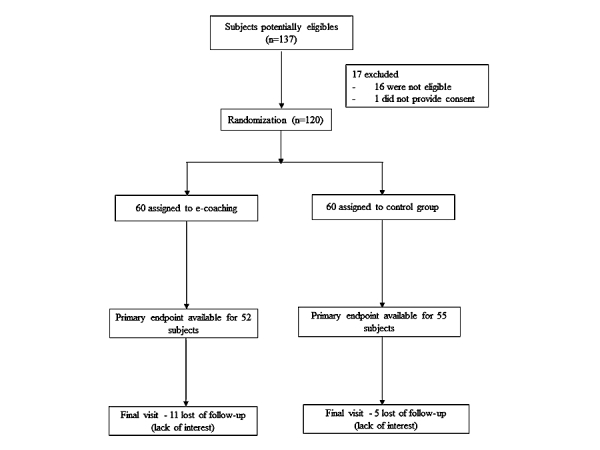 Subjects potentially eligibles
(n=137)
17 excluded
- 16 were not eligible
- 1 did not provide consent
Randomization (n=120)
60 assigned to e-coaching
60 assigned to control group
Primary endpoint available for 52
subjects
Primary endpoint available for 55
subjects
Final visit - 11 lost of follow-up
(lack of interest)
Final visit - 5 lost of follow-up
(lack of interest)